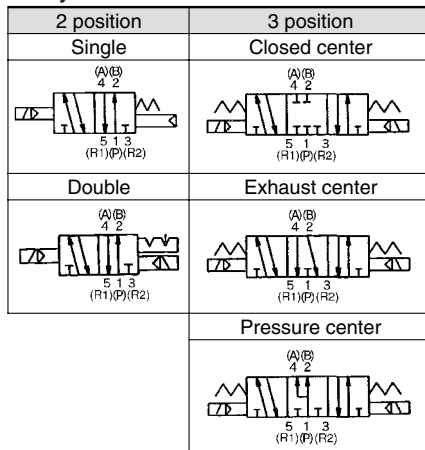 2 position
3 position
Single
Closed center
(A)(B)
4 2
5 1 3
(R1)(P)(R2)
(A)(B)
4 2
5 1 3
(R1)(P)(R2)
Double
Exhaust center
(A)(B)
4 2
5 1 3
(R1)(P)(R2)
(A)(B)
4 2
5 1 3
(R1)(P)(R2)
Pressure center
(A)(B)
4 2
5 1 3
(R1)(P)(R2)